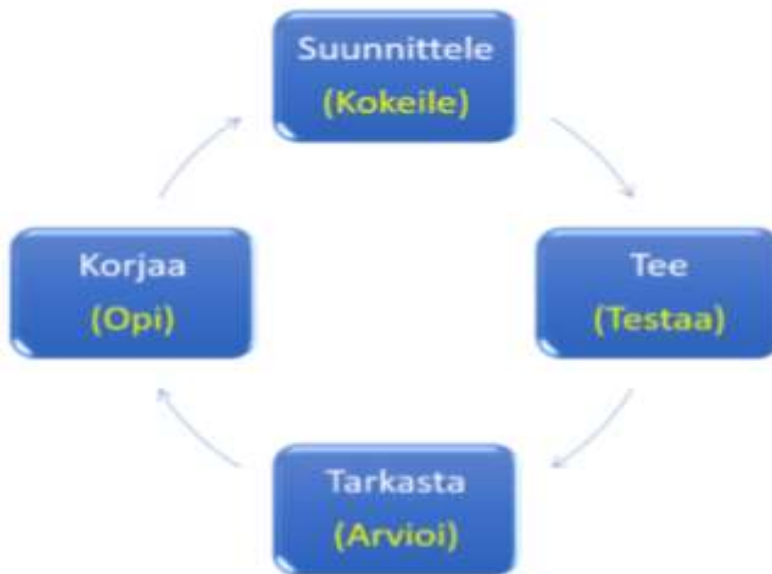 Suunnittele
(Kokeile)
Tee
(Testaa)
Tarkasta
(Arvioi)
Korjaa
(Opi)